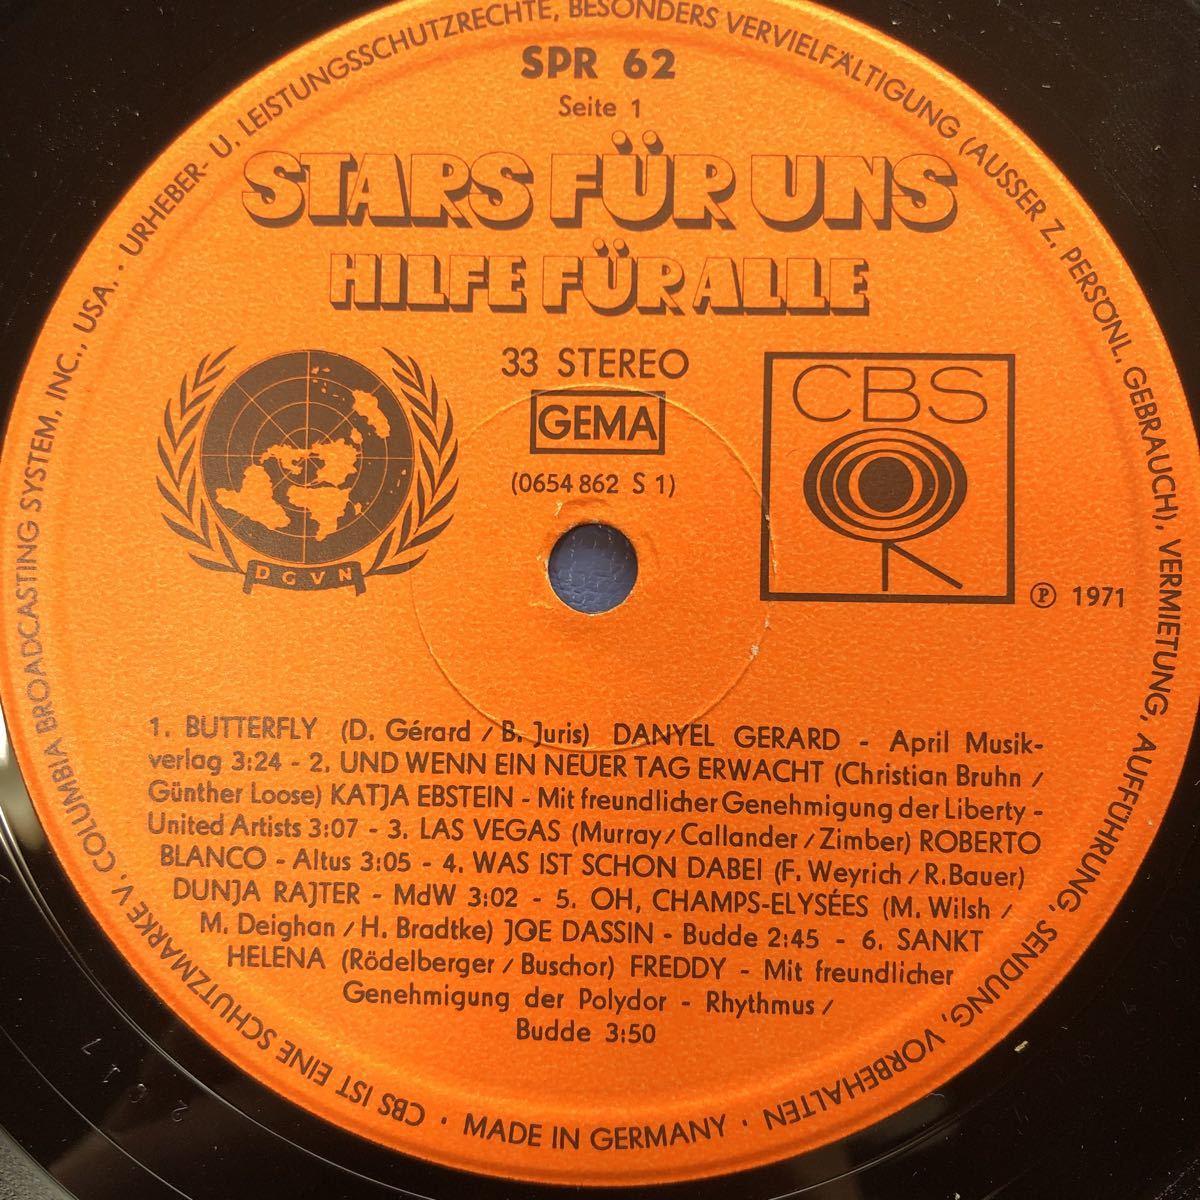 SPR 62
Seite 1
STARS FÜR UNS
HILFE FÜR ALLE
33 STEREO
GEMA
(0654 862 S 1)
DGVN
CBS
℗ 1971
1. BUTTERFLY (D. Gérard / B. Juris) DANYEL GERARD - April Musik-
verlag 3:24 - 2. UND WENN EIN NEUER TAG ERWACHT (Christian Bruhn /
Günther Loose) KATJA EBSTEIN - Mit freundlicher Genehmigung der Liberty -
United Artists 3:07 - 3. LAS VEGAS (Murray / Callander / Zimber) ROBERTO
BLANCO - Altus 3:05 - 4. WAS IST SCHON DABEI (F. Weyrich / R. Bauer)
DUNJA RAJTER - MdW 3:02 - 5. OH, CHAMPS-ELYSÉES (M. Wilsh /
M. Deighan / H. Bradtke) JOE DASSIN - Budde 2:45 - 6. SANKT
HELENA (Rödelberger / Buschor) FREDDY - Mit freundlicher
Genehmigung der Polydor - Rhythmus /
Budde 3:50
CBS IST EINE SCHUTZMARKE V. COLUMBIA BROADCASTING SYSTEM, INC., USA. · URHEBER- U. LEISTUNGSSCHUTZRECHTE, BESONDERS VERVIELFÄLTIGUNG (AUSSER Z. PERSÖNL. GEBRAUCH), VERMIETUNG, AUFFÜHRUNG, SENDUNG, VORBEHALTEN · MADE IN GERMANY ·